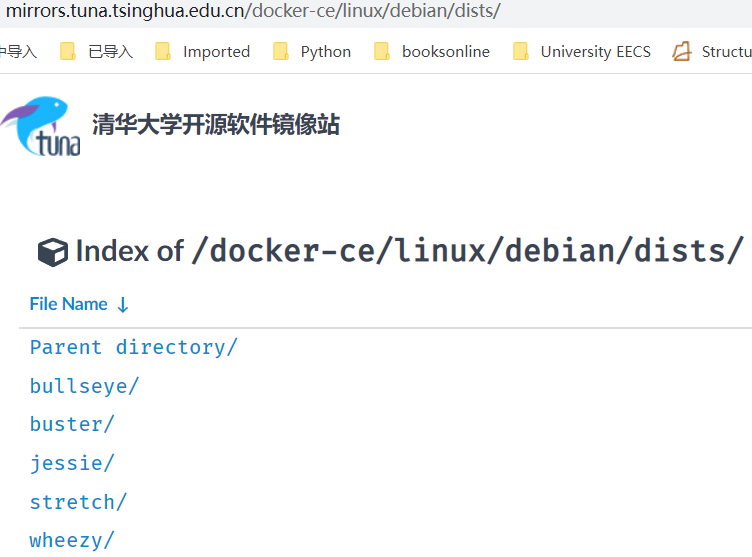 mirrors.tuna.tsinghua.edu.cn/docker-ce/linux/debian/dists/
中导入 已导入 Imported Python booksonline University EECS Structu
tuna 清华大学开源软件镜像站
Index of /docker-ce/linux/debian/dists/
File Name ↓
Parent directory/
bullseye/
buster/
jessie/
stretch/
wheezy/